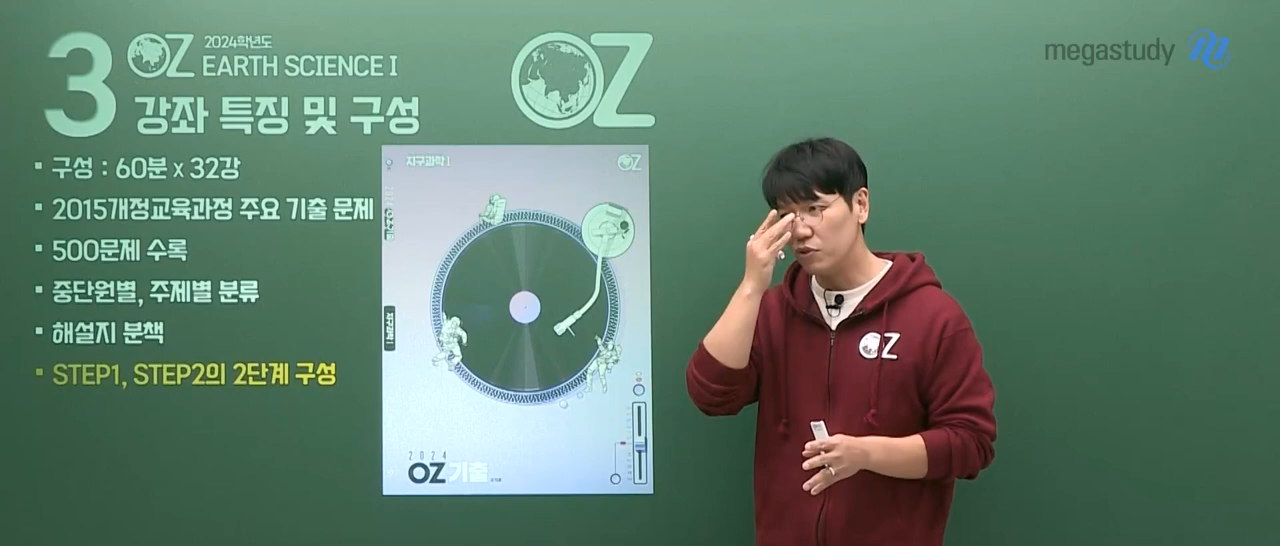 3
OZ 2024학년도
EARTH SCIENCE I
강좌 특징 및 구성
OZ
megastudy
구성 : 60분 x 32강
2015개정교육과정 주요 기출 문제
500문제 수록
중단원별, 주제별 분류
해설지 분책
STEP1, STEP2의 2단계 구성
지구과학 I
OZ
지구과학 I
2024
OZ 기출
OZ